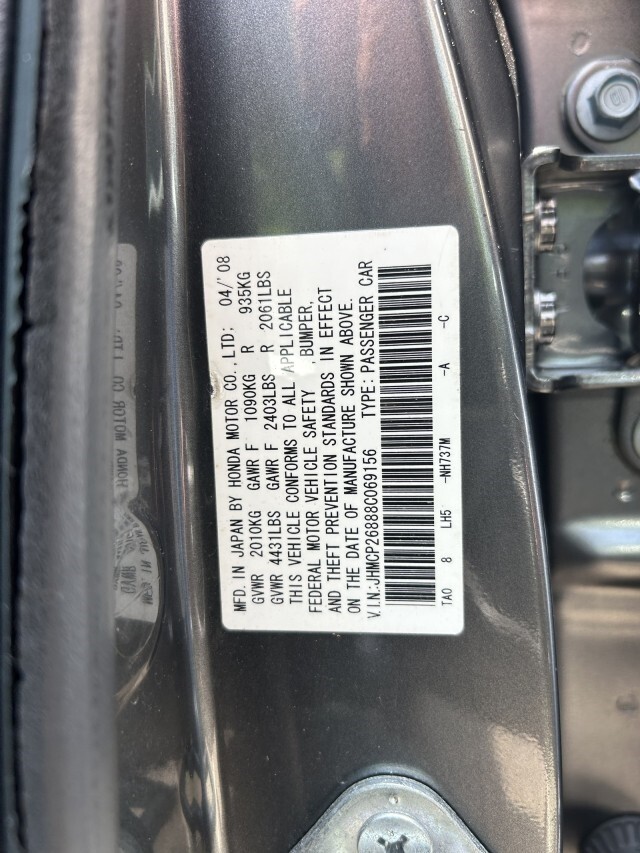 MFD. IN JAPAN BY HONDA MOTOR CO., LTD: 04/'08
GVWR 2010KG GAWR F 1090KG R 935KG
GVWR 4431LBS GAWR F 2403LBS R 2061LBS
THIS VEHICLE CONFORMS TO ALL APPLICABLE
FEDERAL MOTOR VEHICLE SAFETY , BUMPER,
AND THEFT PREVENTION STANDARDS IN EFFECT
ON THE DATE OF MANUFACTURE SHOWN ABOVE.
V.I.N:JHMCP26888C069156 TYPE: PASSENGER CAR
TA0 8 LH5 -NH737M -A -C